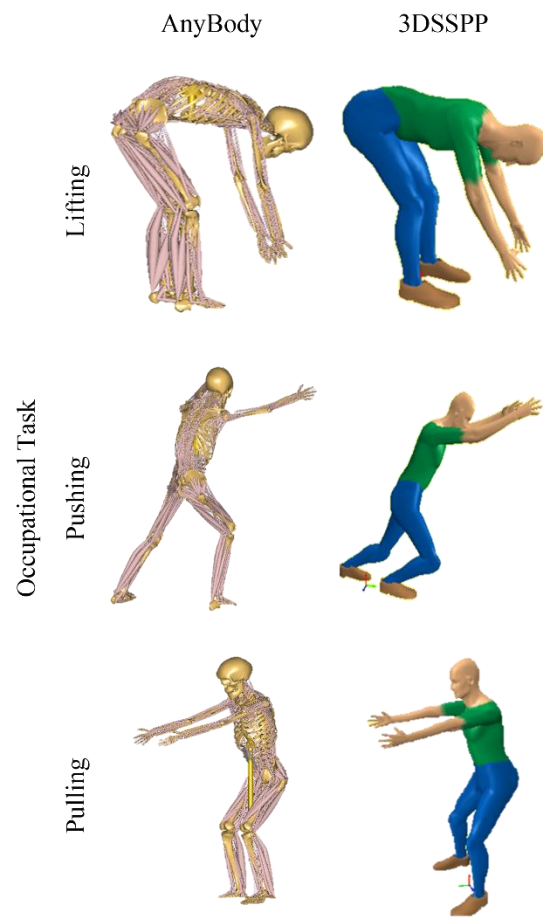 AnyBody
3DSSPP
Occupational Task
Lifting
Pushing
Pulling